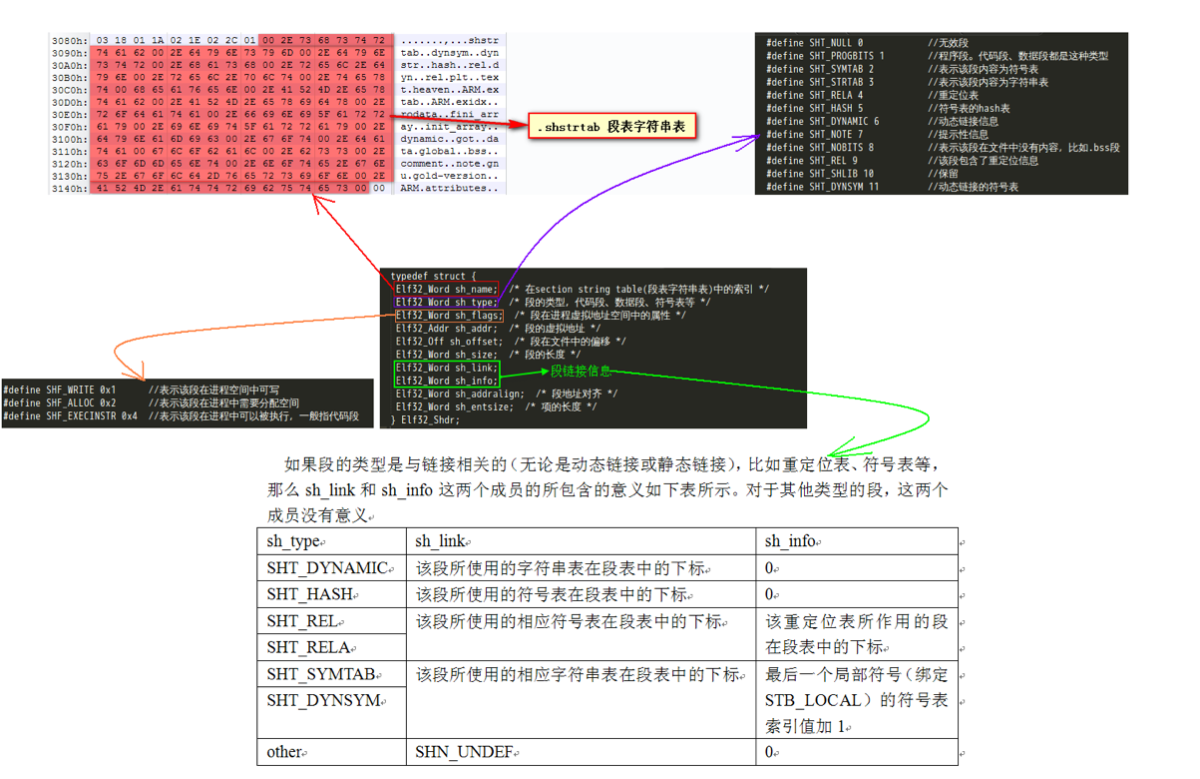 3080h: 03 18 01 1A 02 1E 02 2C 01 00 2E 73 68 73 74 72 .......,...shstr
3090h: 74 61 62 00 2E 64 79 6E 73 79 6D 00 2E 64 79 6E tab..dynsym..dyn
30A0h: 73 74 72 00 2E 68 61 73 68 00 2E 72 65 6C 2E 64 str..hash..rel.d
30B0h: 79 6E 00 2E 72 65 6C 2E 70 6C 74 00 2E 74 65 78 yn..rel.plt..tex
30C0h: 74 00 68 65 61 76 65 6E 00 2E 41 52 4D 2E 65 78 t.heaven..ARM.ex
30D0h: 74 61 62 00 2E 41 52 4D 2E 65 78 69 64 78 00 2E tab..ARM.exidx..
30E0h: 72 6F 64 61 74 61 00 2E 66 69 6E 69 5F 61 72 72 rodata..fini_arr
30F0h: 61 79 00 2E 69 6E 69 74 5F 61 72 72 61 79 00 2E ay..init_array..
3100h: 64 79 6E 61 6D 69 63 00 2E 67 6F 74 00 2E 64 61 dynamic..got..da
3110h: 74 61 00 67 6C 6F 62 61 6C 00 2E 62 73 73 00 2E ta.global..bss..
3120h: 63 6F 6D 6D 65 6E 74 00 2E 6E 6F 74 65 2E 67 6E comment..note.gn
3130h: 75 2E 67 6F 6C 64 2D 76 65 72 73 69 6F 6E 00 2E u.gold-version..
3140h: 41 52 4D 2E 61 74 74 72 69 62 75 74 65 73 00 00 ARM.attributes..
.shstrtab 段表字符串表
#define SHT_NULL 0 //无效段
#define SHT_PROGBITS 1 //程序段。代码段、数据段都是这种类型
#define SHT_SYMTAB 2 //表示该段内容为符号表
#define SHT_STRTAB 3 //表示该段内容为字符串表
#define SHT_RELA 4 //重定位表
#define SHT_HASH 5 //符号表的hash表
#define SHT_DYNAMIC 6 //动态链接信息
#define SHT_NOTE 7 //提示性信息
#define SHT_NOBITS 8 //表示该段在文件中没有内容，比如.bss段
#define SHT_REL 9 //该段包含了重定位信息
#define SHT_SHLIB 10 //保留
#define SHT_DYNSYM 11 //动态链接的符号表
typedef struct {
Elf32_Word sh_name; /* 在section string table(段表字符串表)中的索引 */
Elf32_Word sh_type; /* 段的类型，代码段、数据段、符号表等 */
Elf32_Word sh_flags; /* 段在进程虚拟地址空间中的属性 */
Elf32_Addr sh_addr; /* 段的虚拟地址 */
Elf32_Off sh_offset; /* 段在文件中的偏移 */
Elf32_Word sh_size; /* 段的长度 */
Elf32_Word sh_link; 段链接信息
Elf32_Word sh_info;
Elf32_Word sh_addralign; /* 段地址对齐 */
Elf32_Word sh_entsize; /* 项的长度 */
} Elf32_Shdr;
#define SHF_WRITE 0x1 //表示该段在进程空间中可写
#define SHF_ALLOC 0x2 //表示该段在进程中需要分配空间
#define SHF_EXECINSTR 0x4 //表示该段在进程中可以被执行，一般指代码段
如果段的类型是与链接相关的（无论是动态链接或静态链接），比如重定位表、符号表等，
那么 sh_link 和 sh_info 这两个成员的所包含的意义如下表所示。对于其他类型的段，这两个
成员没有意义
sh_type sh_link sh_info
SHT_DYNAMIC 该段所使用的字符串表在段表中的下标 0
SHT_HASH 该段所使用的符号表在段表中的下标 0
SHT_REL 该段所使用的相应符号表在段表中的下标 该重定位表所作用的段
SHT_RELA 在段表中的下标
SHT_SYMTAB 该段所使用的相应字符串表在段表中的下标 最后一个局部符号（绑定
SHT_DYNSYM STB_LOCAL）的符号表
索引值加 1
other SHN_UNDEF 0